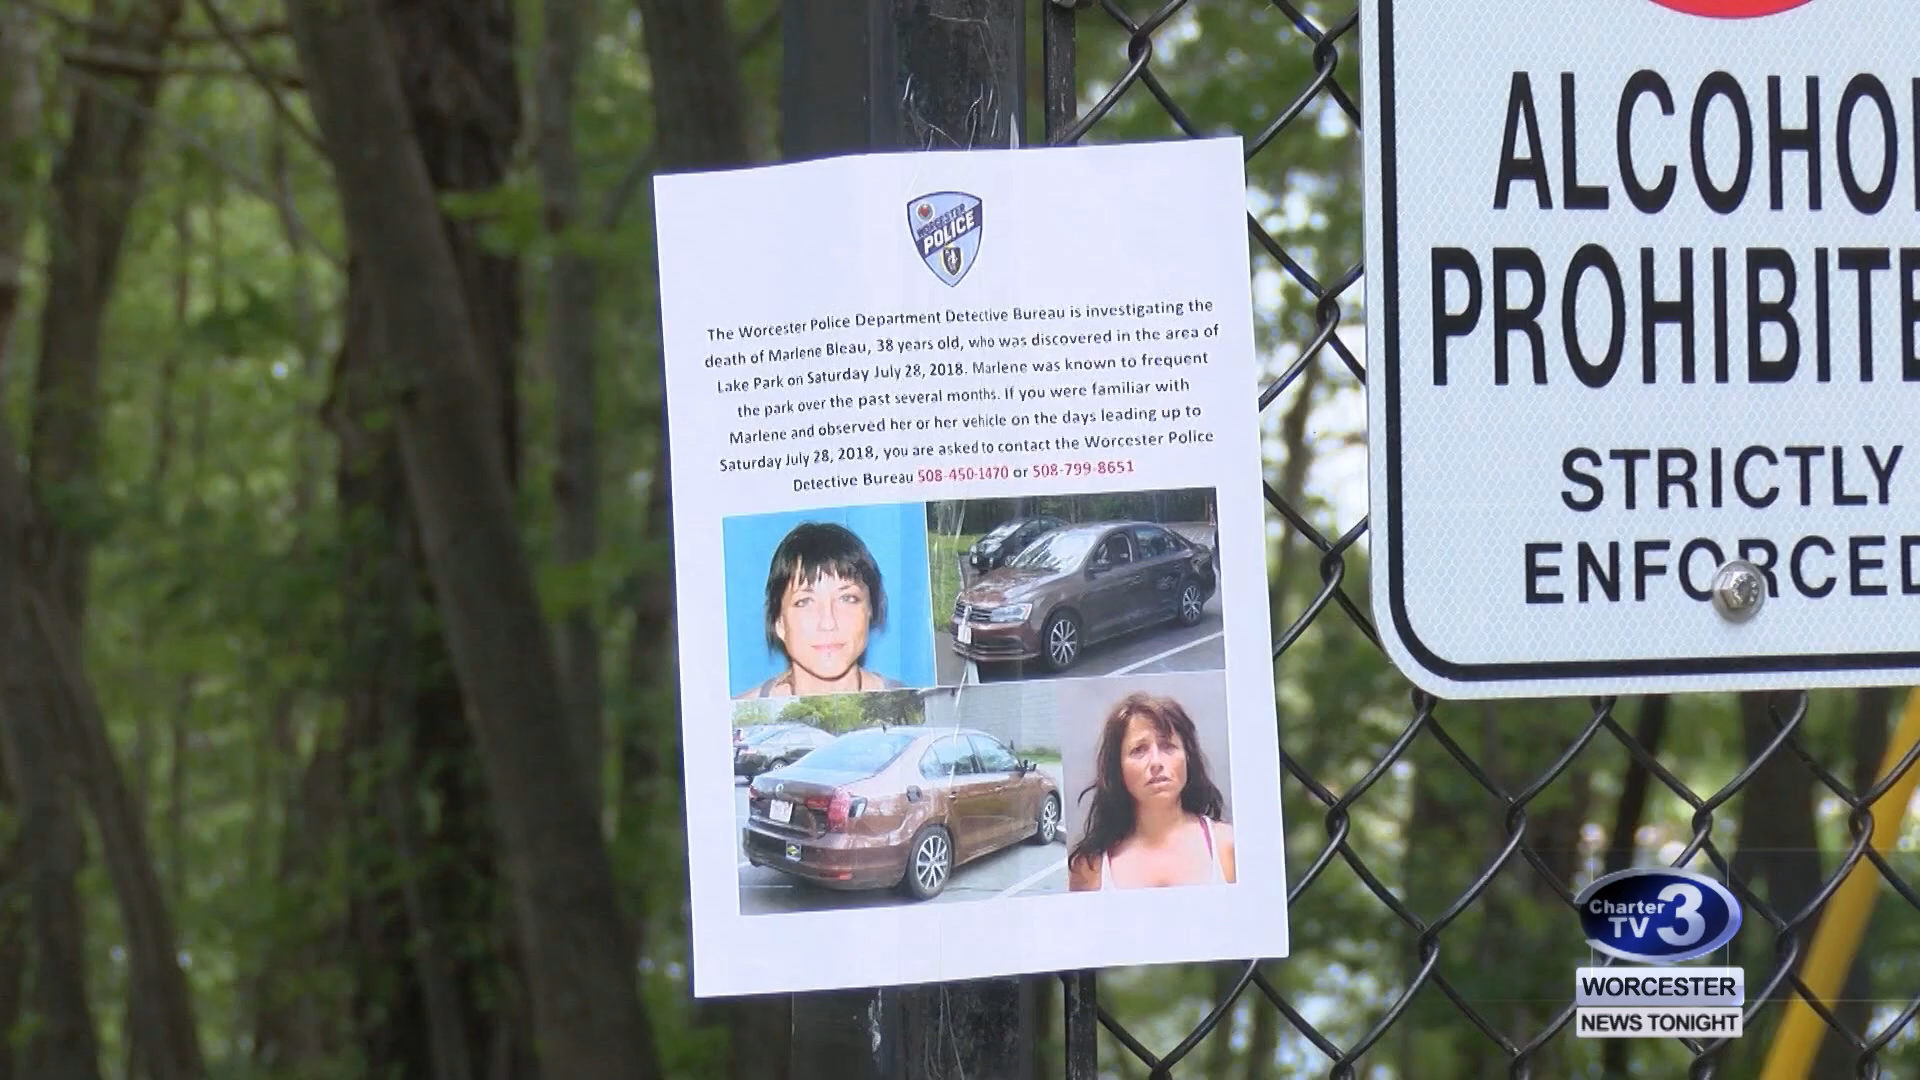 WORCESTER
POLICE
The Worcester Police Department Detective Bureau is investigating the
death of Marlene Bleau, 38 years old, who was discovered in the area of
Lake Park on Saturday July 28, 2018. Marlene was known to frequent
the park over the past several months. If you were familiar with
Marlene and observed her or her vehicle on the days leading up to
Saturday July 28, 2018, you are asked to contact the Worcester Police
Detective Bureau 508-450-1470 or 508-799-8651
ALCOHO
PROHIBITE
STRICTLY
ENFORCED
Charter
TV 3
WORCESTER
NEWS TONIGHT